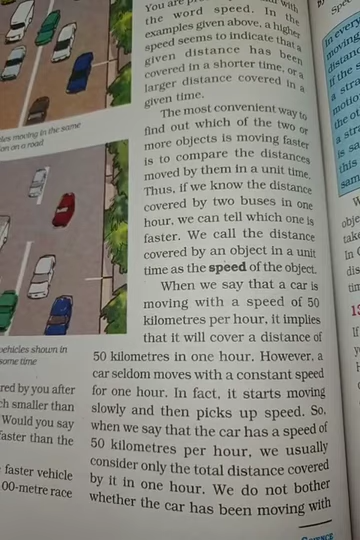 the word speed. In the
examples given above, a higher
speed seems to indicate that a
given distance has been
covered in a shorter time, or a
larger distance covered in a
given time.
The most convenient way to
find out which of the two or
more objects is moving faster
is to compare the distances
moved by them in a unit time.
Thus, if we know the distance
covered by two buses in one
hour, we can tell which one is
faster. We call the distance
covered by an object in a unit
time as the speed of the object.
When we say that a car is
moving with a speed of 50
kilometres per hour, it implies
that it will cover a distance of
50 kilometres in one hour. However, a
car seldom moves with a constant speed
for one hour. In fact, it starts moving
slowly and then picks up speed. So,
when we say that the car has a speed of
50 kilometres per hour, we usually
consider only the total distance covered
by it in one hour. We do not bother
whether the car has been moving with
moving in the same
on on a road
vehicles shown in
some time
by you after
smaller than
Would you say
faster than the
faster vehicle
00-metre race
In every